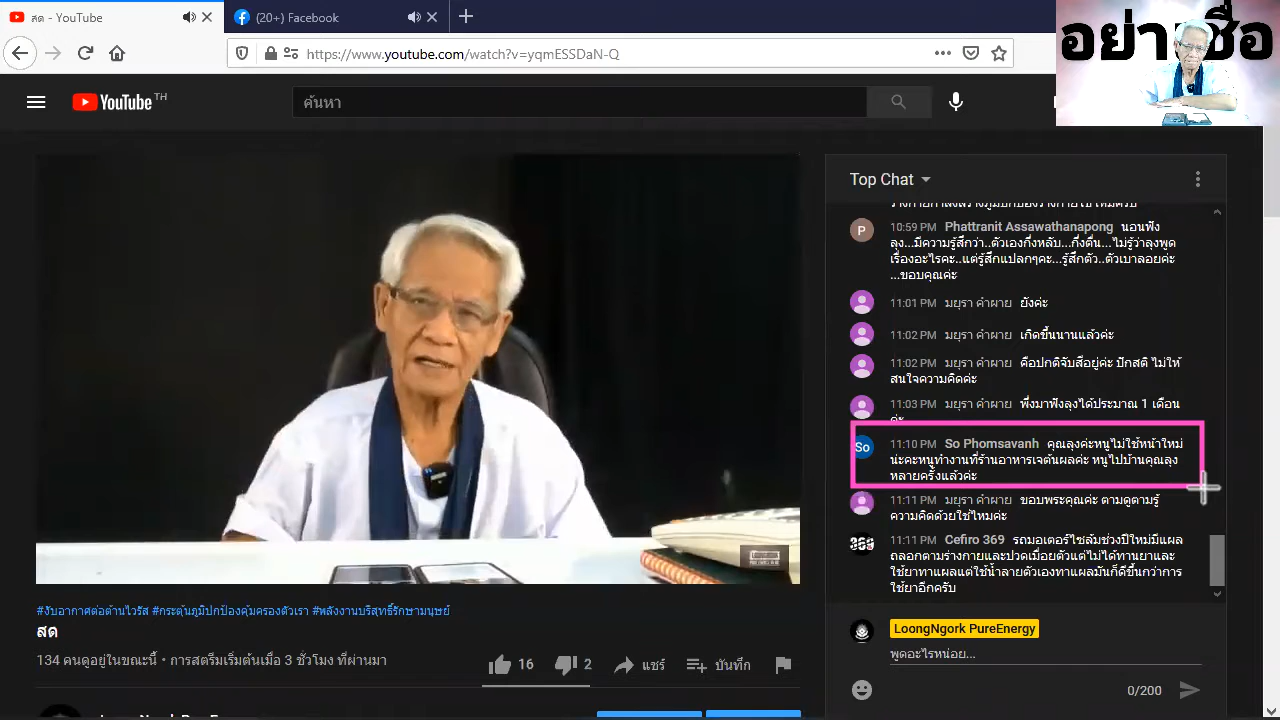 สด - YouTube
(20+) Facebook
https://www.youtube.com/watch?v=yqmESSDaN-Q
YouTube TH
ค้นหา
Top Chat
10:59 PM Phattranit Assawathanapong นอนฟัง
ลุง...มีความรู้สึกว่า..ตัวเองกึ่งหลับ...กึ่งตื่น...ไม่รู้ว่าลุงพูด
เรื่องอะไรคะ..แต่รู้สึกแปลกๆคะ...รู้สึกตัว..ตัวเบาลอยค่ะ
...ขอบคุณค่ะ
11:01 PM มยุรา คำผาย ยังค่ะ
11:02 PM มยุรา คำผาย เกิดขึ้นนานแล้วค่ะ
11:02 PM มยุรา คำผาย คือปกติจับสีอยู่ค่ะ ปักสติ ไม่ให้
สนใจความคิดค่ะ
11:03 PM มยุรา คำผาย พึ่งมาฟังลุงได้ประมาณ 1 เดือน
So
11:10 PM So Phomsavanh คุณลุงค่ะหนูไม่ใช้หน้าใหม่
น่ะคะหนูทำงานที่ร้านอาหารเจต้นผลค่ะ หนูไปบ้านคุณลุง
หลายครั้งแล้วค่ะ
11:11 PM มยุรา คำผาย ขอบพระคุณค่ะ ตามดูตามรู้
ความคิดด้วยใช่ไหมค่ะ
11:11 PM Cefiro 369 รถมอเตอร์ไซล้มช่วงปีใหม่มีแผล
ถลอกตามร่างกายและปวดเมื่อยตัวแต่ไม่ได้ทานยาและ
ใช้ยาทาแผลแต่ใช้น้ำลายตัวเองทาแผลมันก็ดีขึ้นกว่าการ
ใช้ยาอีกครับ
LoongNgork PureEnergy
พูดอะไรหน่อย...
0/200
#งับอากาศต่อต้านไวรัส #กระตุ้นภูมิปกป้องคุ้มครองตัวเรา #พลังงานบริสุทธิ์รักษามนุษย์
สด
134 คนดูอยู่ในขณะนี้ • การสตรีมเริ่มต้นเมื่อ 3 ชั่วโมง ที่ผ่านมา
16
2
แชร์
บันทึก